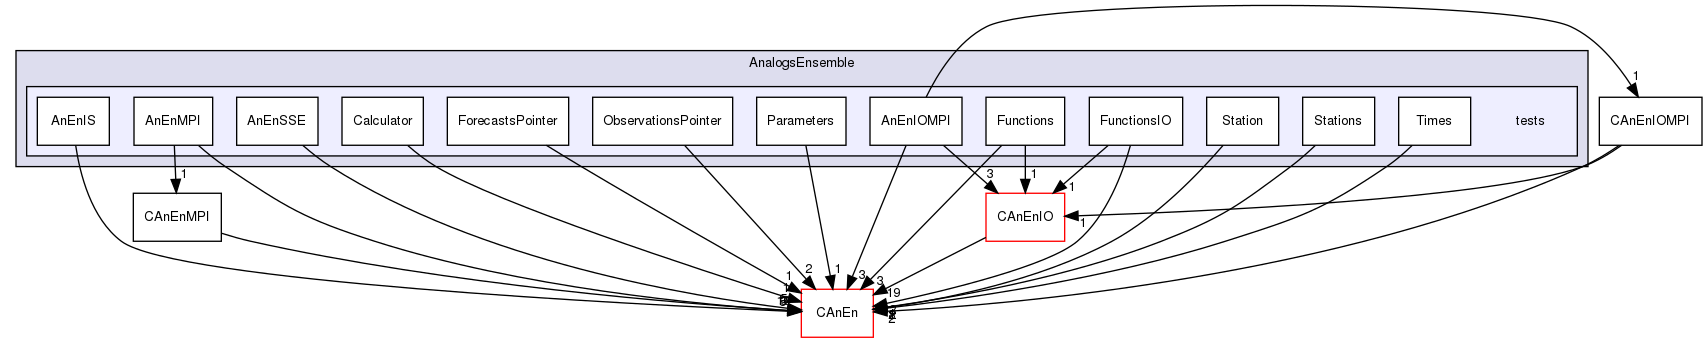 1
AnalogsEnsemble
AnEnIS
AnEnMPI
AnEnSSE
Calculator
ForecastsPointer
ObservationsPointer
Parameters
AnEnIOMPI
Functions
FunctionsIO
Station
Stations
Times
tests
CAnEnIOMPI
1
3
1
1
CAnEnMPI
CAnEnIO
1
1
2
1
3
3
19
CAnEn